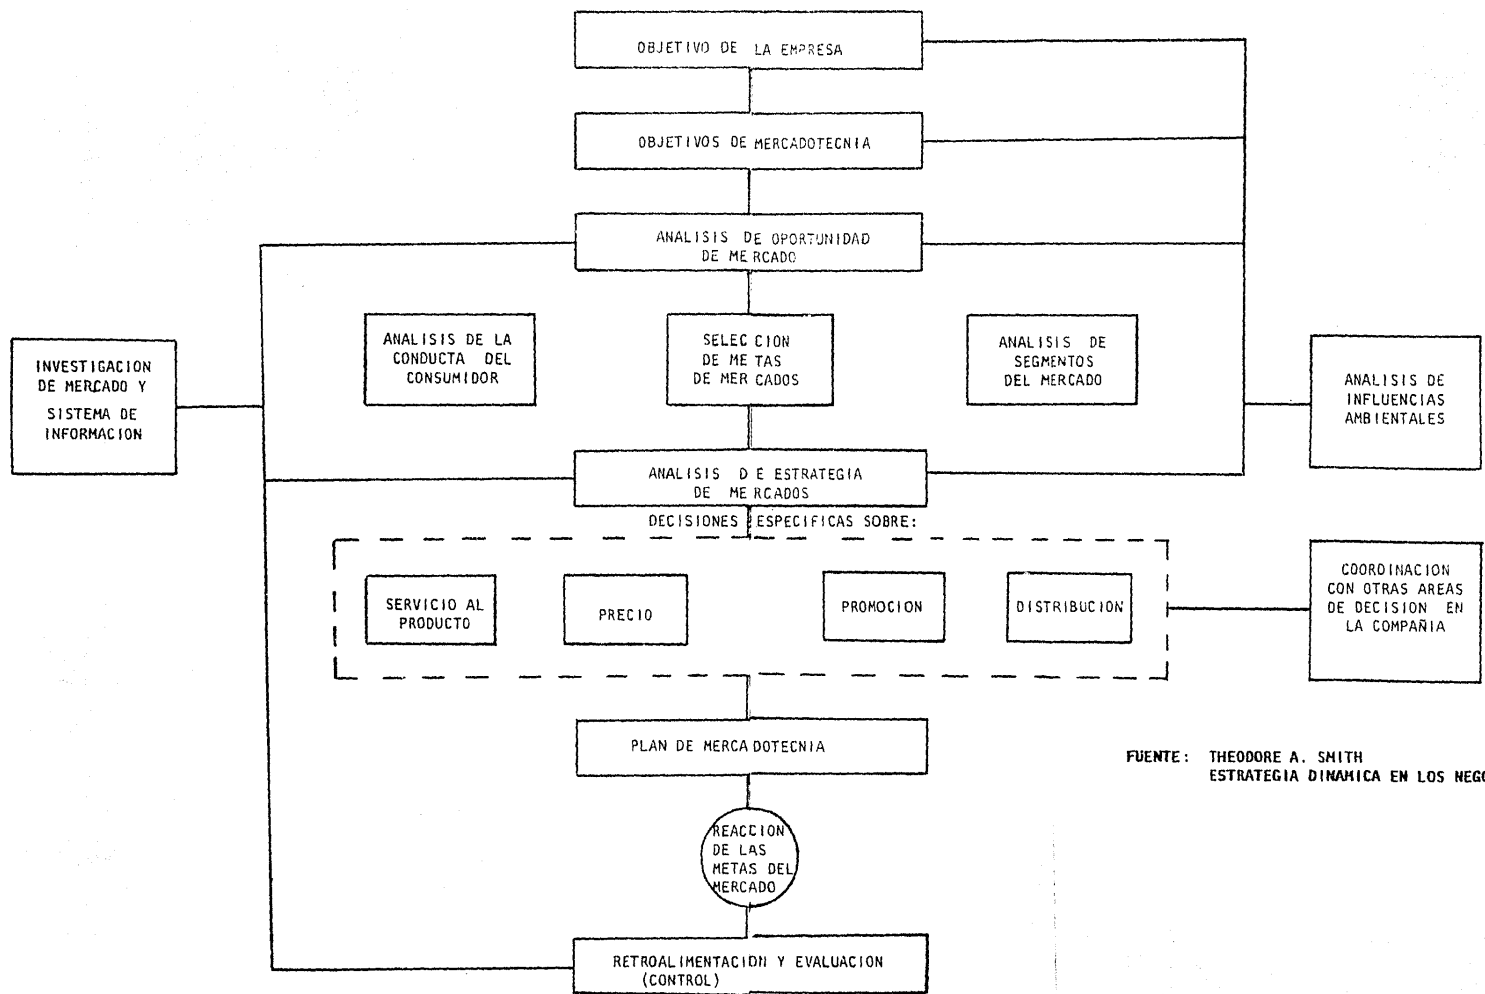 OBJETIVO DE LA EMPRESA
OBJETIVOS DE MERCADOTECNIA
ANALISIS DE OPORTUNIDAD
DE MERCADO
ANALISIS DE LA
CONDUCTA DEL
CONSUMIDOR
SELECCION
DE METAS
DE MERCADOS
ANALISIS DE
SEGMENTOS
DEL MERCADO
INVESTIGACION
DE MERCADO Y
SISTEMA DE
INFORMACION
ANALISIS DE
INFLUENCIAS
AMBIENTALES
ANALISIS DE ESTRATEGIA
DE MERCADOS
DECISIONES ESPECIFICAS SOBRE:
SERVICIO AL
PRODUCTO
PRECIO
PROMOCION
DISTRIBUCION
COORDINACION
CON OTRAS AREAS
DE DECISION EN
LA COMPAÑIA
PLAN DE MERCADOTECNIA
FUENTE: THEODORE A. SMITH
ESTRATEGIA DINAMICA EN LOS
REACCION
DE LAS
METAS DEL
MERCADO
RETROALIMENTACION Y EVALUACION
(CONTROL)